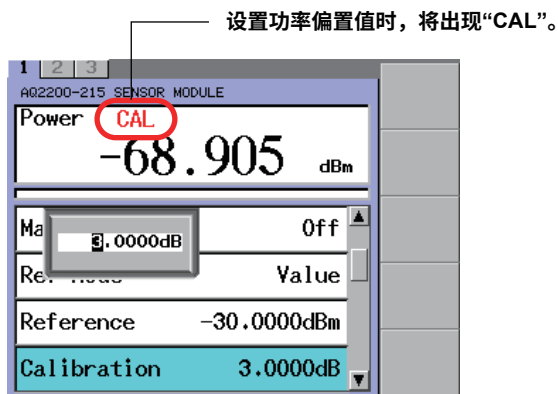 设置功率偏置值时，将出现“CAL”。
1 2 3
AQ2200-215 SENSOR MODULE
Power CAL
-68.905 dBm
Ma Off
3.0000dB
Value
Reference -30.0000dBm
Calibration 3.0000dB